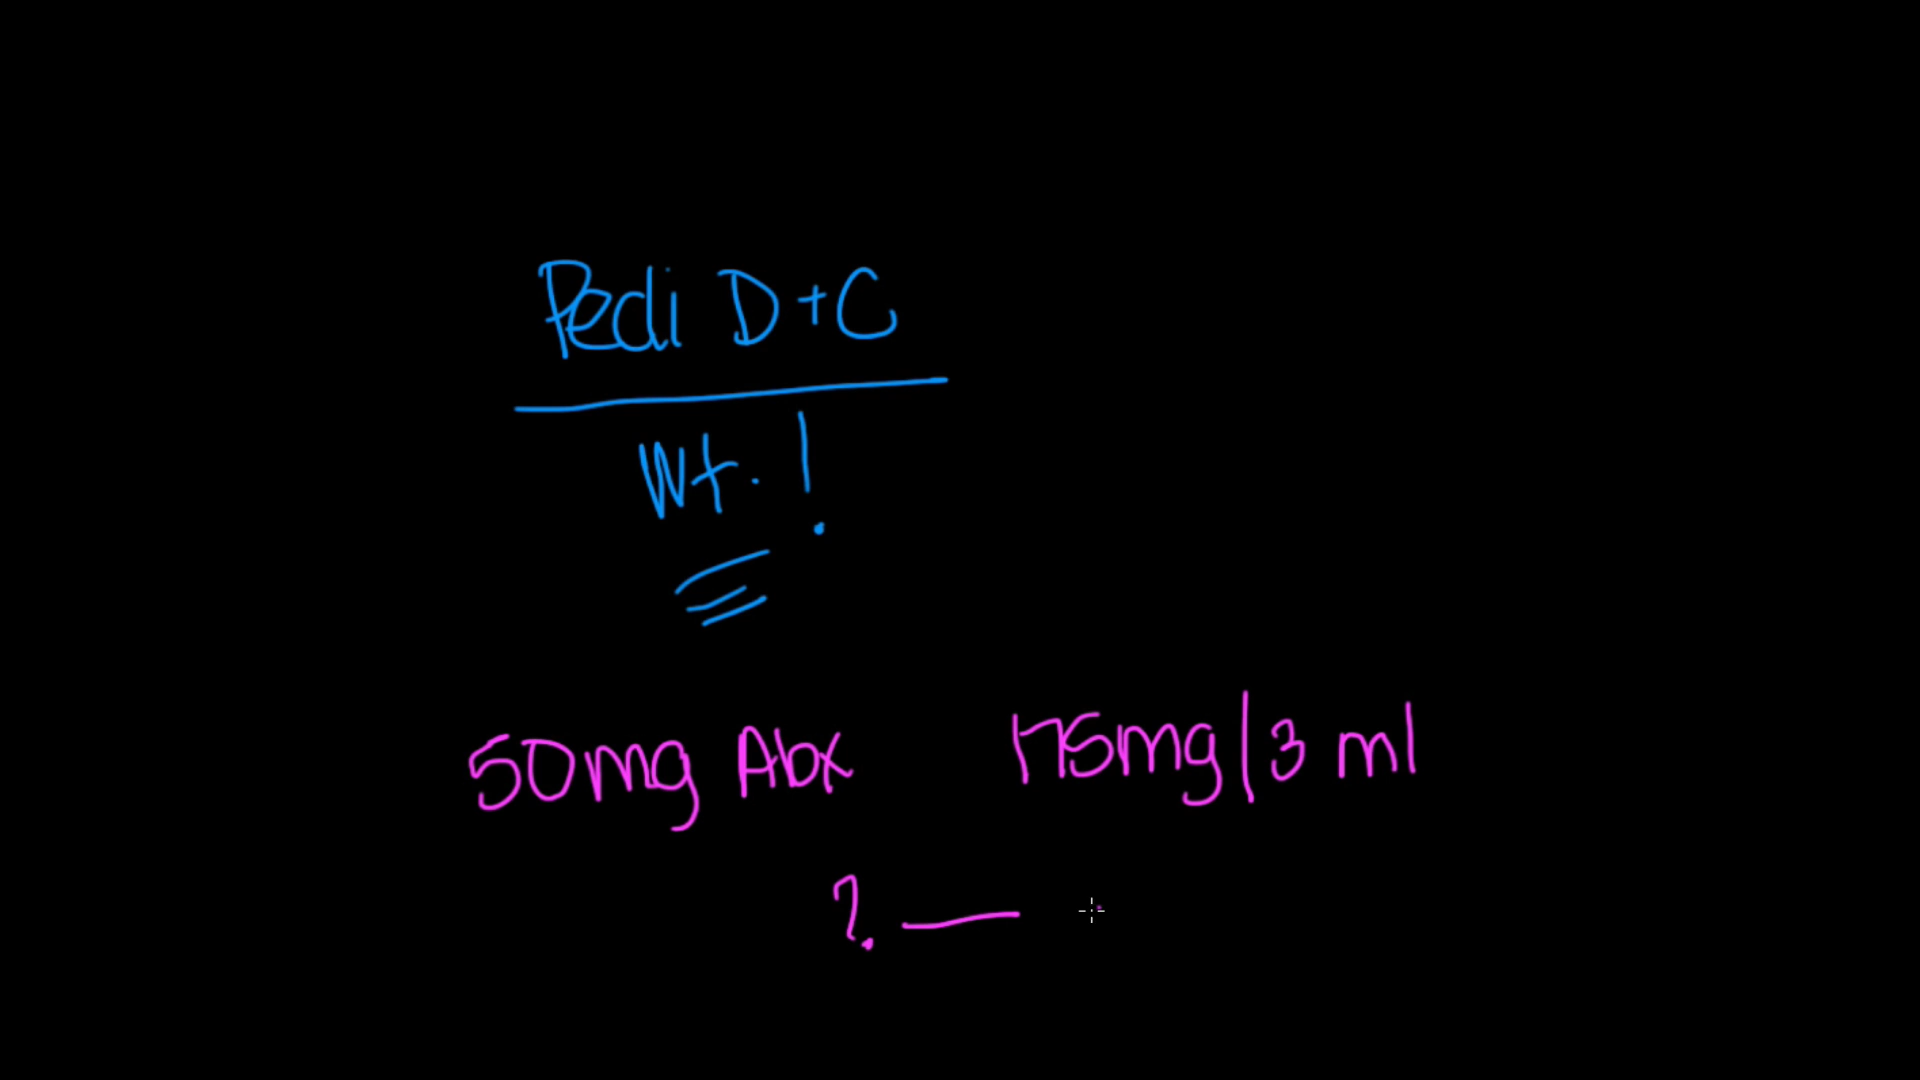 Pedi D+C
Wt. !
50mg Abx 175mg/3 ml
? —